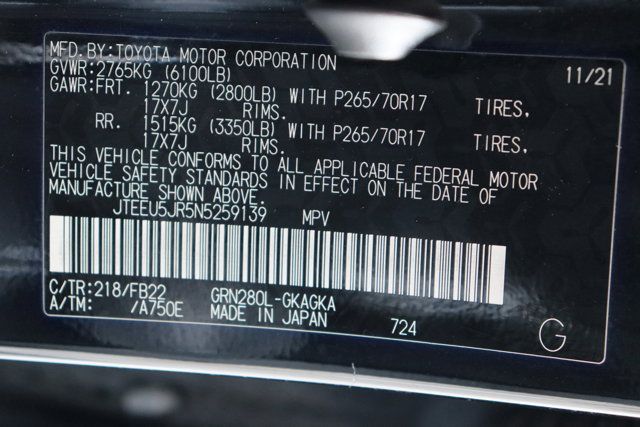 MFD. BY:TOYOTA MOTOR CORPORATION 11/21
GVWR:2765KG (6100LB)
GAWR:FRT. 1270KG (2800LB) WITH P265/70R17 TIRES,
17X7J RIMS.
RR. 1515KG (3350LB) WITH P265/70R17 TIRES,
17X7J RIMS.
THIS VEHICLE CONFORMS TO ALL APPLICABLE FEDERAL MOTOR
VEHICLE SAFETY STANDARDS IN EFFECT ON THE DATE OF
MANUFACTURE SHOWN ABOVE.
JTEEU5JR5N5259139 MPV
C/TR:218/FB22 GRN280L-GKAGKA
A/TM: /A750E MADE IN JAPAN 724 G